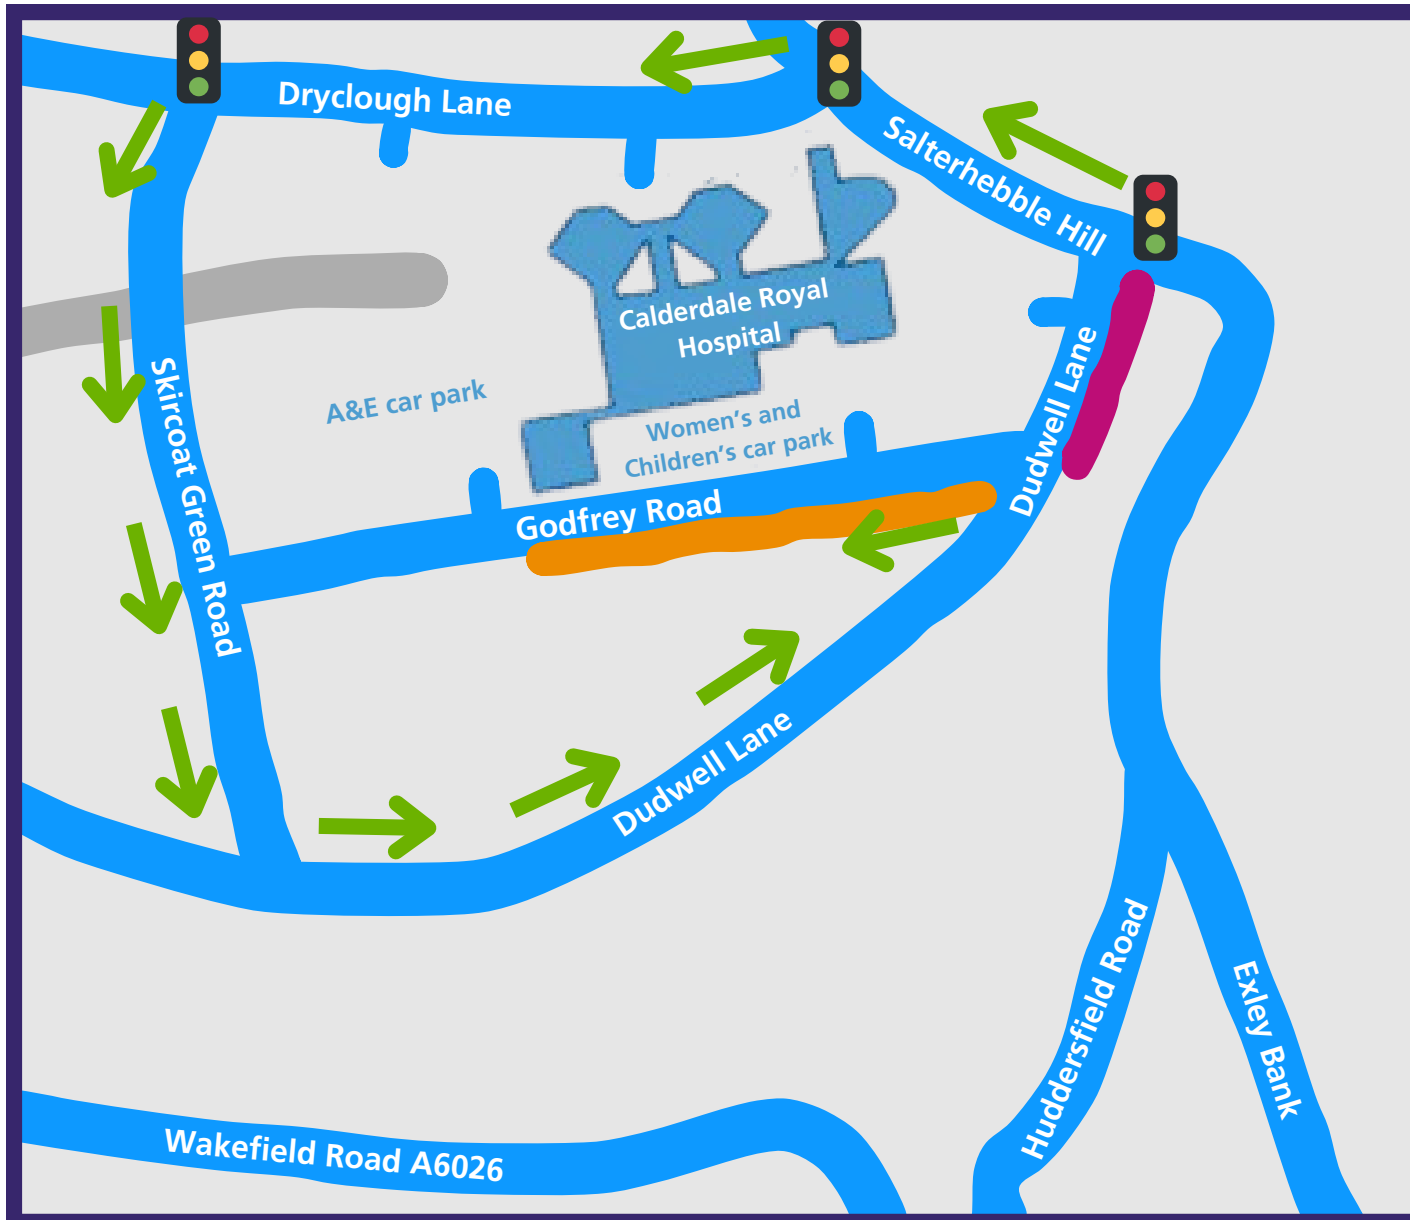 Dryclough Lane
Salterhebble Hill
Calderdale Royal
Hospital
A&E car park
Women's and
Children's car park
Skircoat Green Road
Godfrey Road
Dudwell Lane
Dudwell Lane
Huddersfield Road
Exley Bank
Wakefield Road A6026